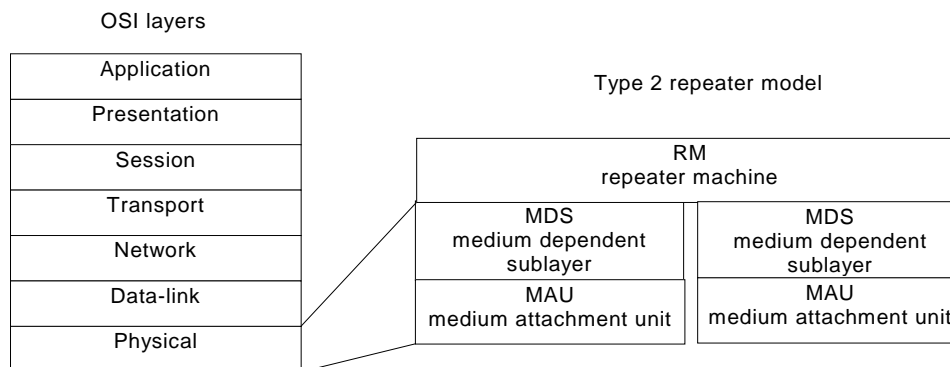 OSI layers
Application
Presentation
Session
Transport
Network
Data-link
Physical
Type 2 repeater model
RM
repeater machine
MDS
medium dependent
sublayer
MAU
medium attachment unit
MDS
medium dependent
sublayer
MAU
medium attachment unit